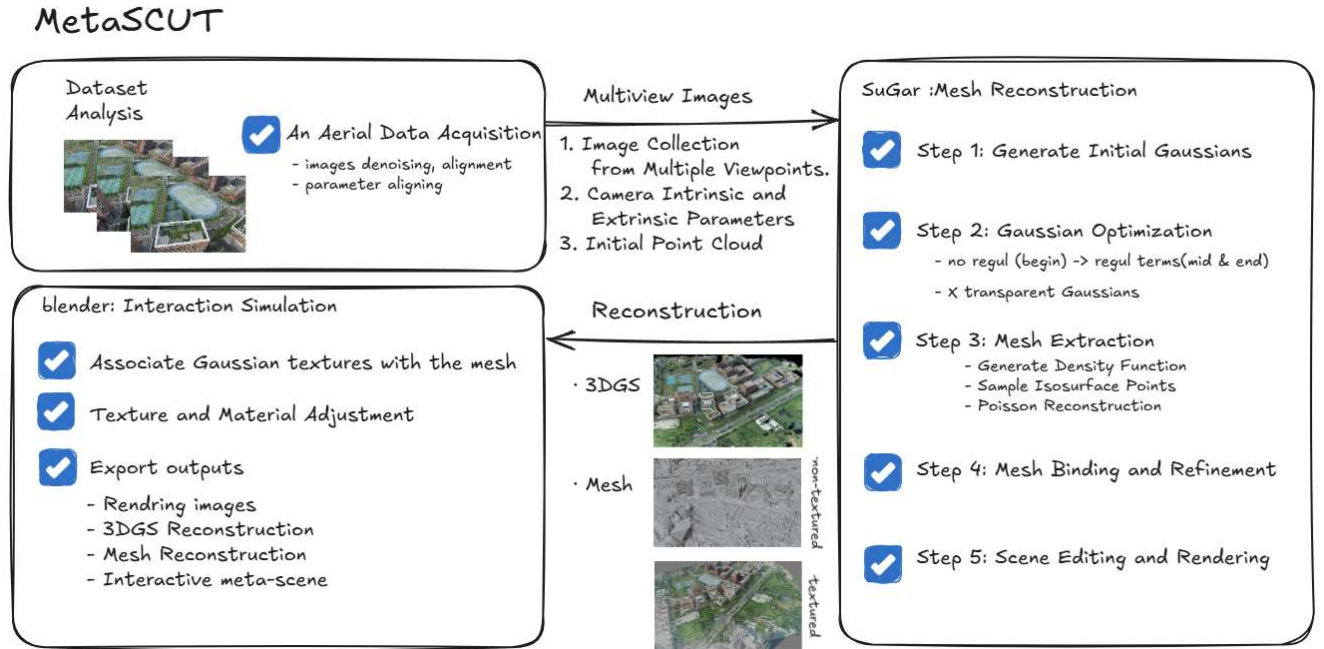 MetaSCUT
Dataset
Analysis
An Aerial Data Acquisition
- images denoising, alignment
- parameter aligning
Multiview Images
1. Image Collection
from Multiple Viewpoints.
2. Camera Intrinsic and
Extrinsic Parameters
3. Initial Point Cloud
SuGar :Mesh Reconstruction
Step 1: Generate Initial Gaussians
Step 2: Gaussian Optimization
- no regul (begin) -> regul terms(mid & end)
- X transparent Gaussians
Step 3: Mesh Extraction
- Generate Density Function
- Sample Isosurface Points
- Poisson Reconstruction
Step 4: Mesh Binding and Refinement
Step 5: Scene Editing and Rendering
Reconstruction
· 3DGS
· Mesh
·non-textured
·textured
blender: Interaction Simulation
Associate Gaussian textures with the mesh
Texture and Material Adjustment
Export outputs
- Rendring images
- 3DGS Reconstruction
- Mesh Reconstruction
- Interactive meta-scene